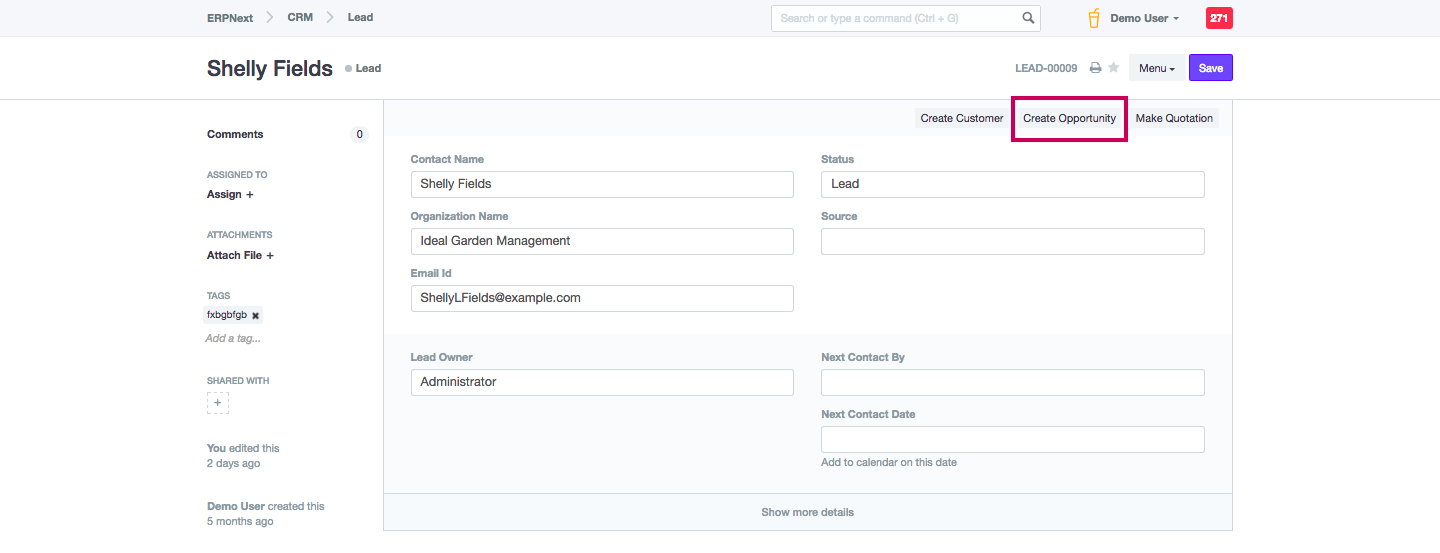 ERPNext CRM Lead
Search or type a command (Ctrl + G)
Demo User
271
Shelly Fields
Lead
LEAD-00009
Menu
Save
Comments 0
ASSIGNED TO
Assign +
ATTACHMENTS
Attach File +
TAGS
fxbgbfgb ✖
Add a tag...
SHARED WITH
+
You edited this
2 days ago
Demo User created this
5 months ago
Create Customer Create Opportunity Make Quotation
Contact Name
Shelly Fields
Organization Name
Ideal Garden Management
Email Id
ShellyLFields@example.com
Status
Lead
Source
Lead Owner
Administrator
Next Contact By
Next Contact Date
Add to calendar on this date
Show more details